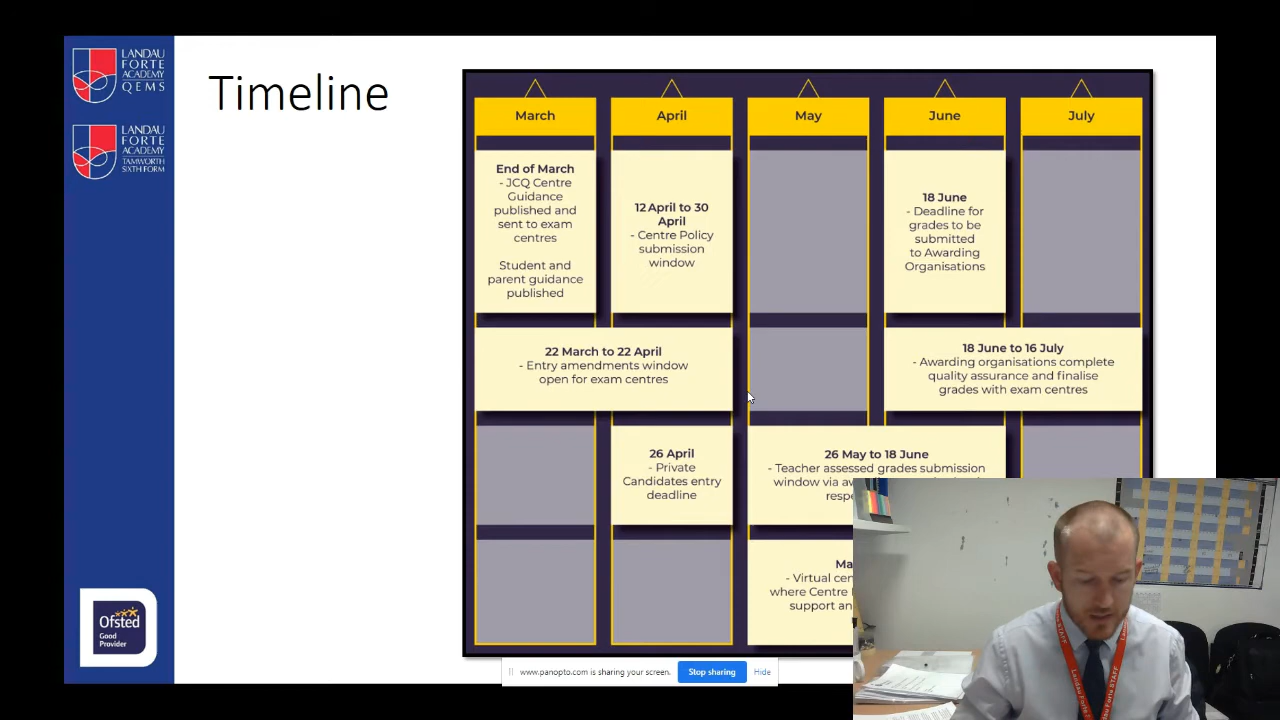 LANDAU
FORTE
ACADEMY
QEMS
LANDAU
FORTE
ACADEMY
TAMWORTH
SIXTH FORM
Ofsted
Good
Provider
Timeline
March
April
May
June
July
End of March
- JCQ Centre
Guidance
published and
sent to exam
centres
Student and
parent guidance
published
12 April to 30
April
- Centre Policy
submission
window
18 June
- Deadline for
grades to be
submitted
to Awarding
Organisations
22 March to 22 April
- Entry amendments window
open for exam centres
18 June to 16 July
- Awarding organisations complete
quality assurance and finalise
grades with exam centres
26 April
- Private
Candidates entry
deadline
26 May to 18 June
- Teacher assessed grades submission
window via
- Virtual
where Centre
support
www.panopto.com is sharing your screen.
Stop sharing
Hide
Landau Forte STAFF